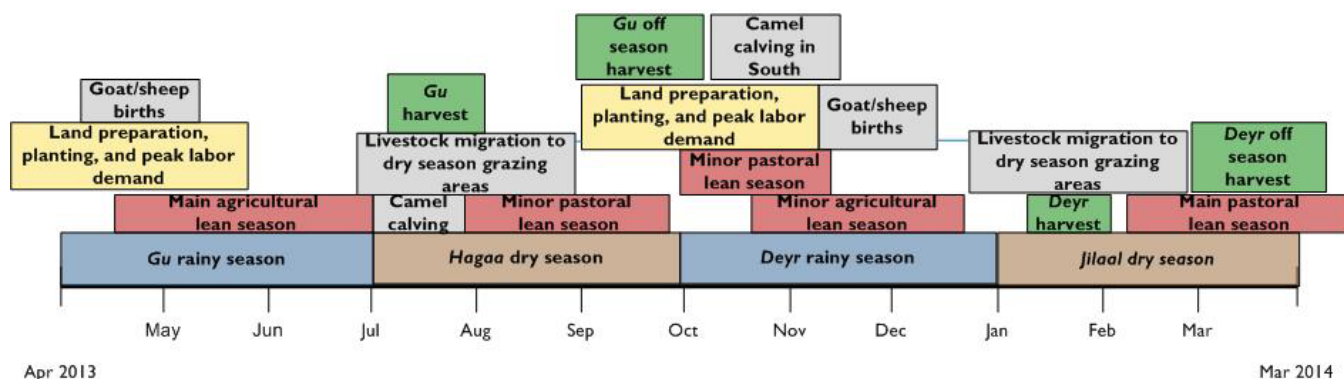 Gu off
season
harvest
Camel
calving in
South
Goat/sheep
births
Gu
harvest
Land preparation,
planting, and peak labor
demand
Goat/sheep
births
Land preparation,
planting, and peak labor
demand
Livestock migration to
dry season grazing
areas
Minor pastoral
lean season
Livestock migration to
dry season grazing
areas
Deyr off
season
harvest
Main agricultural
lean season
Camel
calving
Minor pastoral
lean season
Minor agricultural
lean season
Deyr
harvest
Main pastoral
lean season
Gu rainy season
Hagaa dry season
Deyr rainy season
Jilaal dry season
May Jun Jul Aug Sep Oct Nov Dec Jan Feb Mar
Apr 2013 Mar 2014